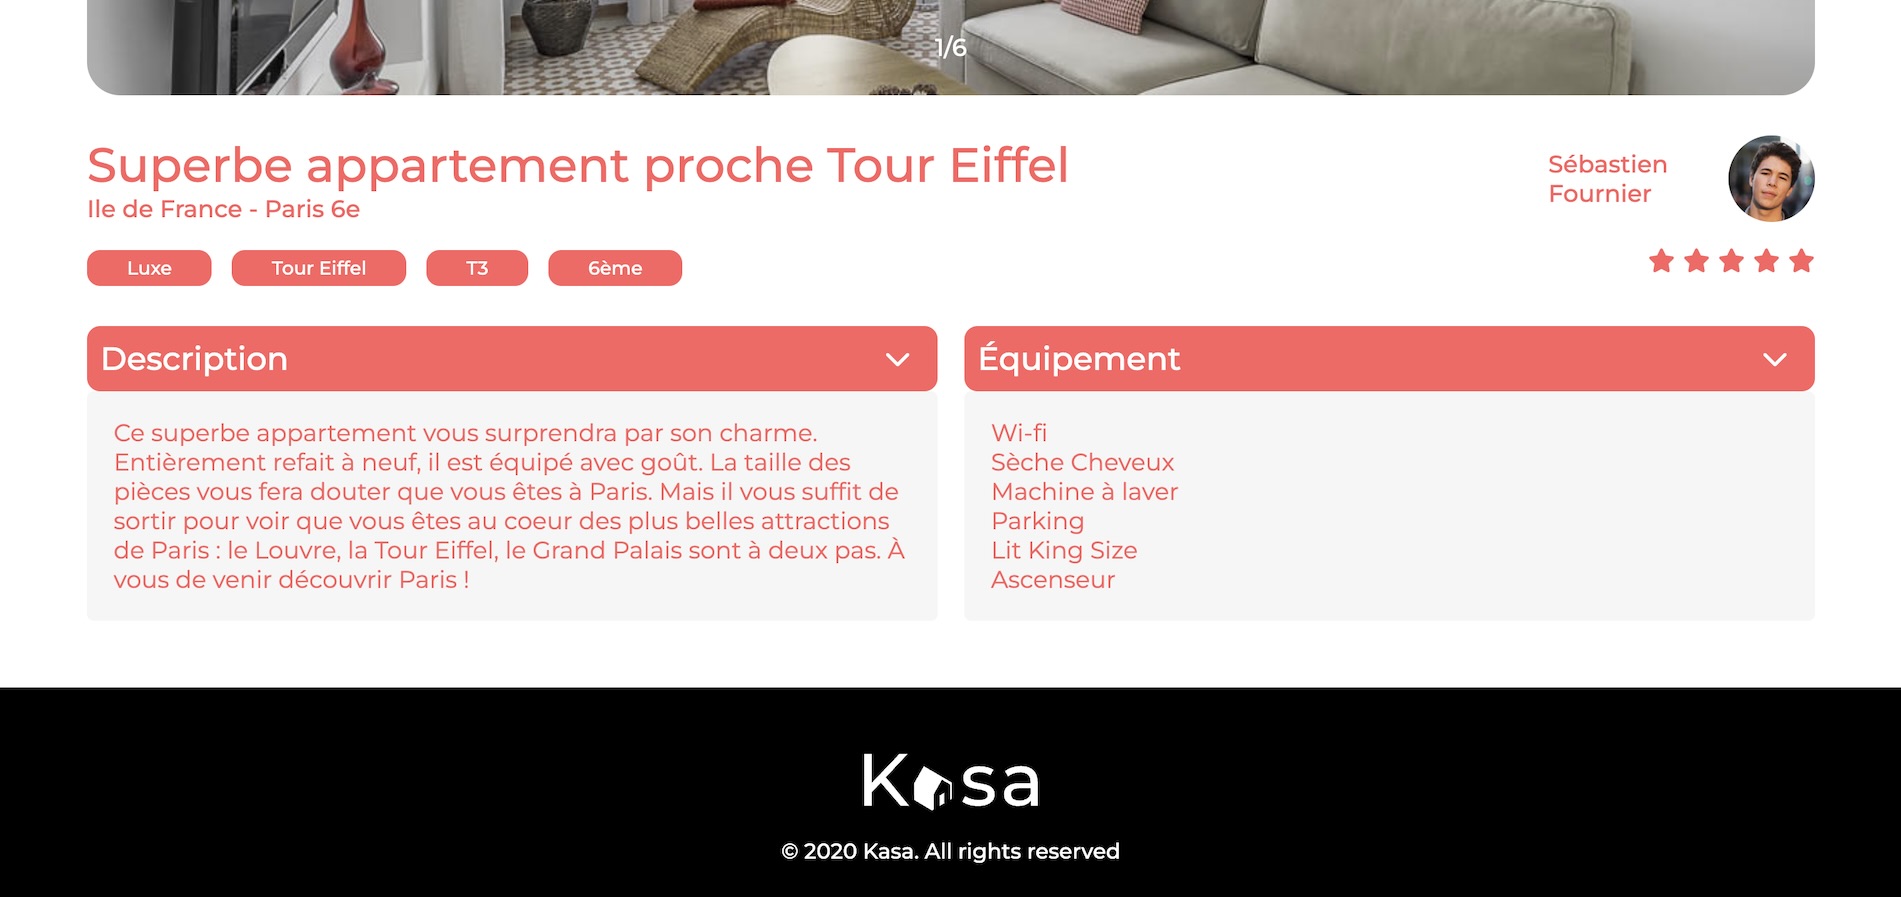 1/6
Superbe appartement proche Tour Eiffel
Ile de France - Paris 6e
Sébastien
Fournier
Luxe
Tour Eiffel
T3
6ème
Description
Ce superbe appartement vous surprendra par son charme.
Entièrement refait à neuf, il est équipé avec goût. La taille des
pièces vous fera douter que vous êtes à Paris. Mais il vous suffit de
sortir pour voir que vous êtes au coeur des plus belles attractions
de Paris : le Louvre, la Tour Eiffel, le Grand Palais sont à deux pas. À
vous de venir découvrir Paris !
Équipement
Wi-fi
Sèche Cheveux
Machine à laver
Parking
Lit King Size
Ascenseur
Kasa
© 2020 Kasa. All rights reserved